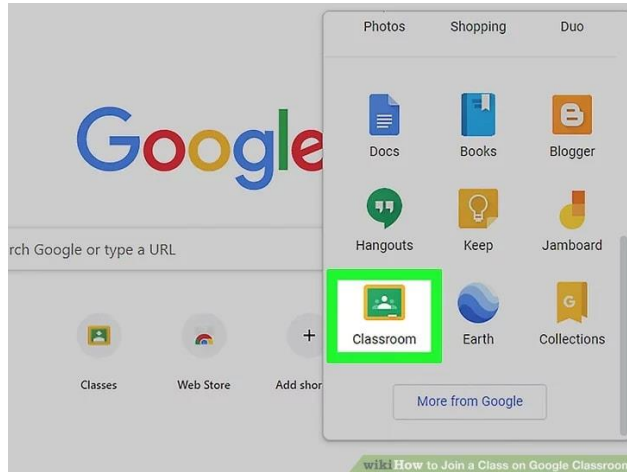 Photos Shopping Duo
Google
Docs Books Blogger
Hangouts Keep Jamboard
rch Google or type a URL
Classroom Earth Collections
G
Classes Web Store Add shor
More from Google
wikiHow to Join a Class on Google Classroom